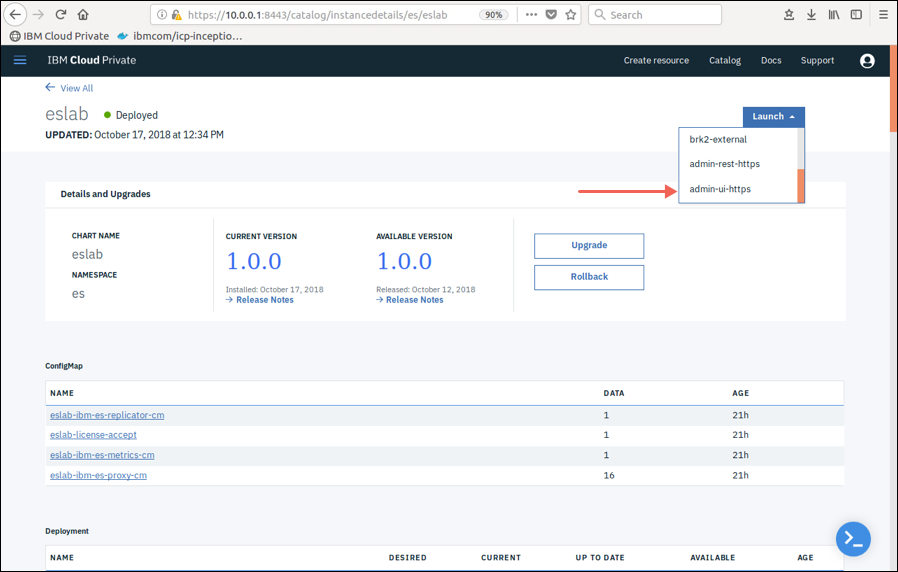 https://10.0.0.1:8443/catalog/instancedetails/es/eslab 90% Search
IBM Cloud Private ibmcom/icp-inceptio...
IBM Cloud Private Create resource Catalog Docs Support
View All
eslab Deployed Launch
UPDATED: October 17, 2018 at 12:34 PM
brk2-external
admin-rest-https
admin-ui-https
Details and Upgrades
CHART NAME
eslab
NAMESPACE
es
CURRENT VERSION
1.0.0
Installed: October 17, 2018
Release Notes
AVAILABLE VERSION
1.0.0
Released: October 12, 2018
Release Notes
Upgrade
Rollback
ConfigMap
NAME DATA AGE
eslab-ibm-es-replicator-cm 1 21h
eslab-license-accept 1 21h
eslab-ibm-es-metrics-cm 1 21h
eslab-ibm-es-proxy-cm 16 21h
Deployment
NAME DESIRED CURRENT UP TO DATE AVAILABLE AGE